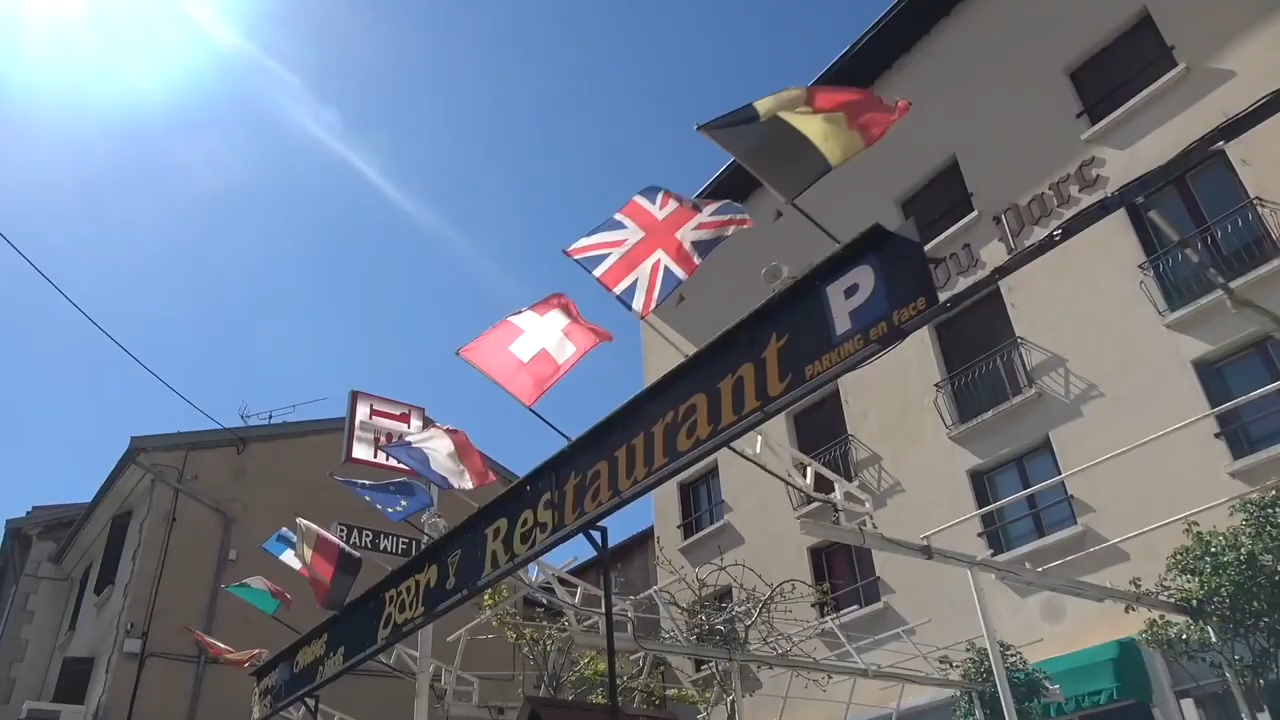 du Parc
P
PARKING en face
Restaurant
Bar
BAR·WIFI